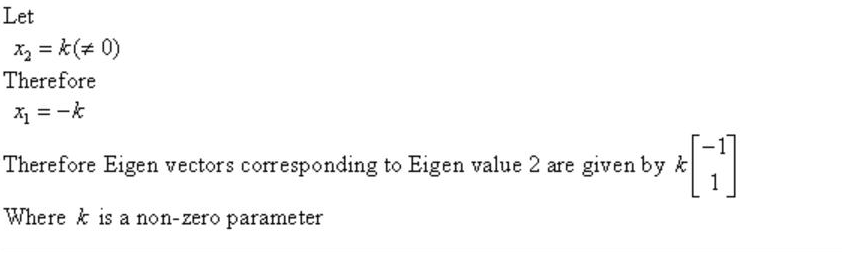 Let
x₂ = k(≠ 0)
Therefore
x₁ = −k
Therefore Eigen vectors corresponding to Eigen value 2 are given by k[−1 1]
Where k is a non-zero parameter